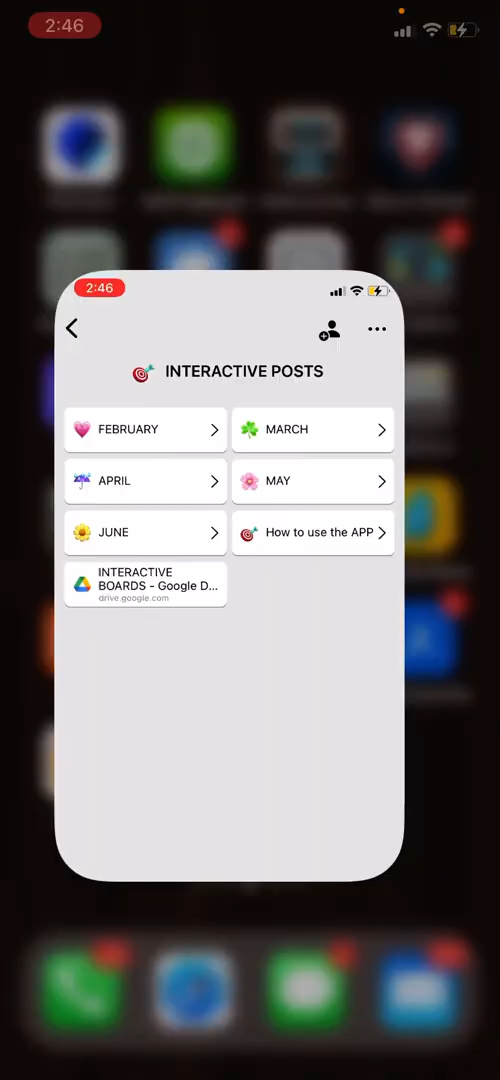 2:46
2:46
INTERACTIVE POSTS
FEBRUARY
MARCH
APRIL
MAY
JUNE
How to use the APP
INTERACTIVE
BOARDS - Google D...
drive.google.com